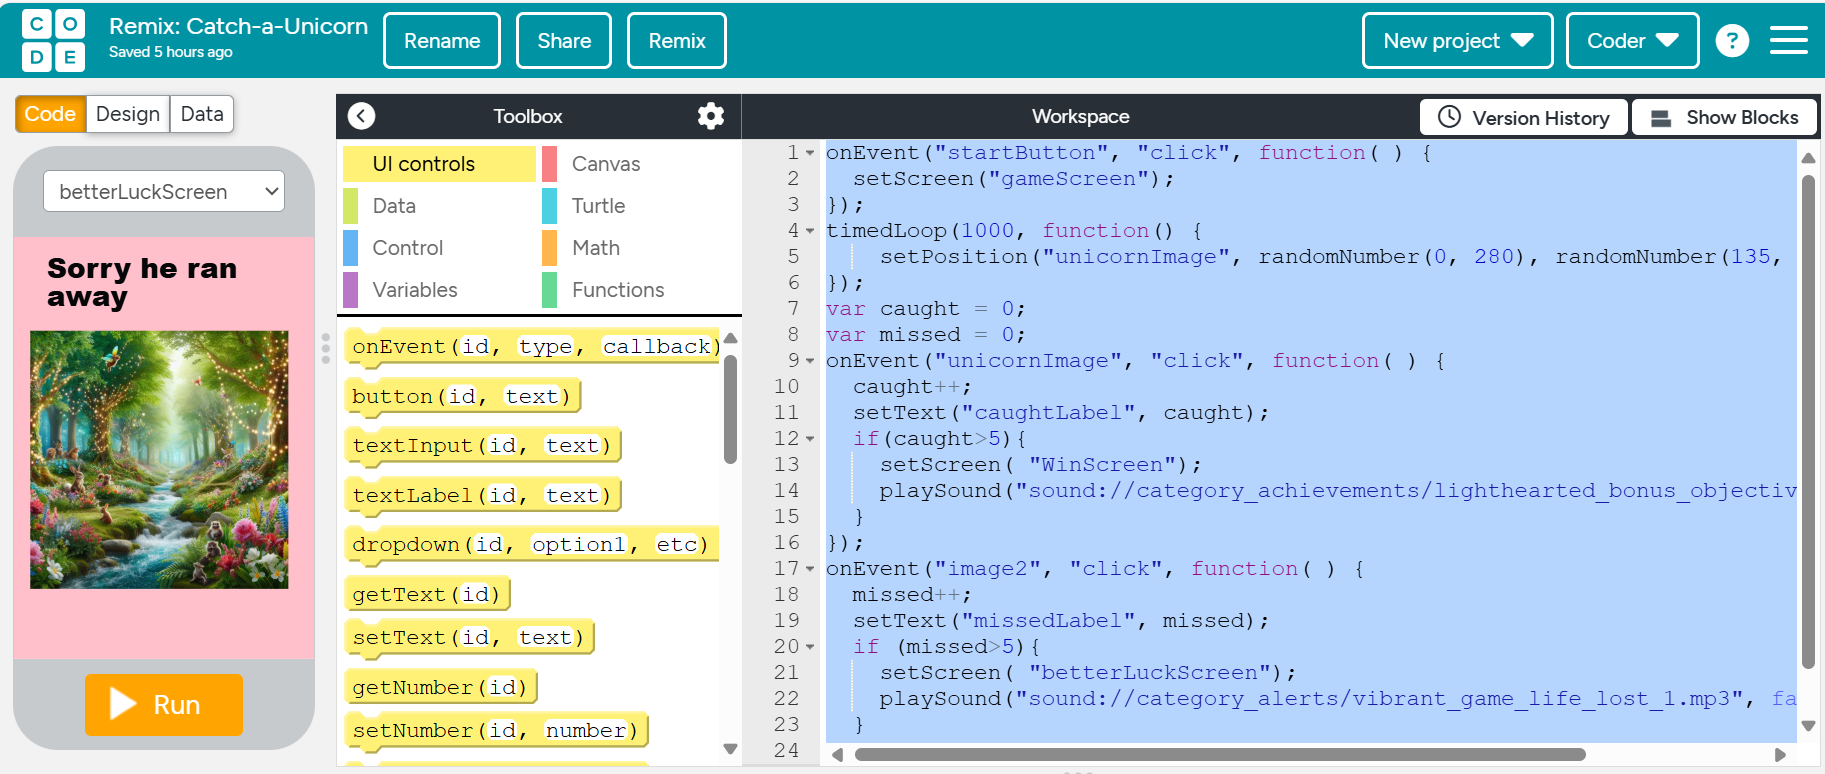 CODE
Remix: Catch-a-Unicorn
Saved 5 hours ago
Rename
Share
Remix
New project
Coder
?
Code
Design
Data
betterLuckScreen
Sorry he ran
away
Run
Toolbox
UI controls
Canvas
Data
Turtle
Control
Math
Variables
Functions
onEvent(id, type, callback)
button(id, text)
textInput(id, text)
textLabel(id, text)
dropdown(id, option1, etc)
getText(id)
setText(id, text)
getNumber(id)
setNumber(id, number)
Workspace
Version History
Show Blocks
1 onEvent("startButton", "click", function( ) {
2   setScreen("gameScreen");
3 });
4 timedLoop(1000, function() {
5     setPosition("unicornImage", randomNumber(0, 280), randomNumber(135,
6 });
7 var caught = 0;
8 var missed = 0;
9 onEvent("unicornImage", "click", function( ) {
10   caught++;
11   setText("caughtLabel", caught);
12   if(caught>5){
13     setScreen( "WinScreen");
14     playSound("sound://category_achievements/lighthearted_bonus_objectiv
15   }
16 });
17 onEvent("image2", "click", function( ) {
18   missed++;
19   setText("missedLabel", missed);
20   if (missed>5){
21     setScreen( "betterLuckScreen");
22     playSound("sound://category_alerts/vibrant_game_life_lost_1.mp3", fa
23   }
24